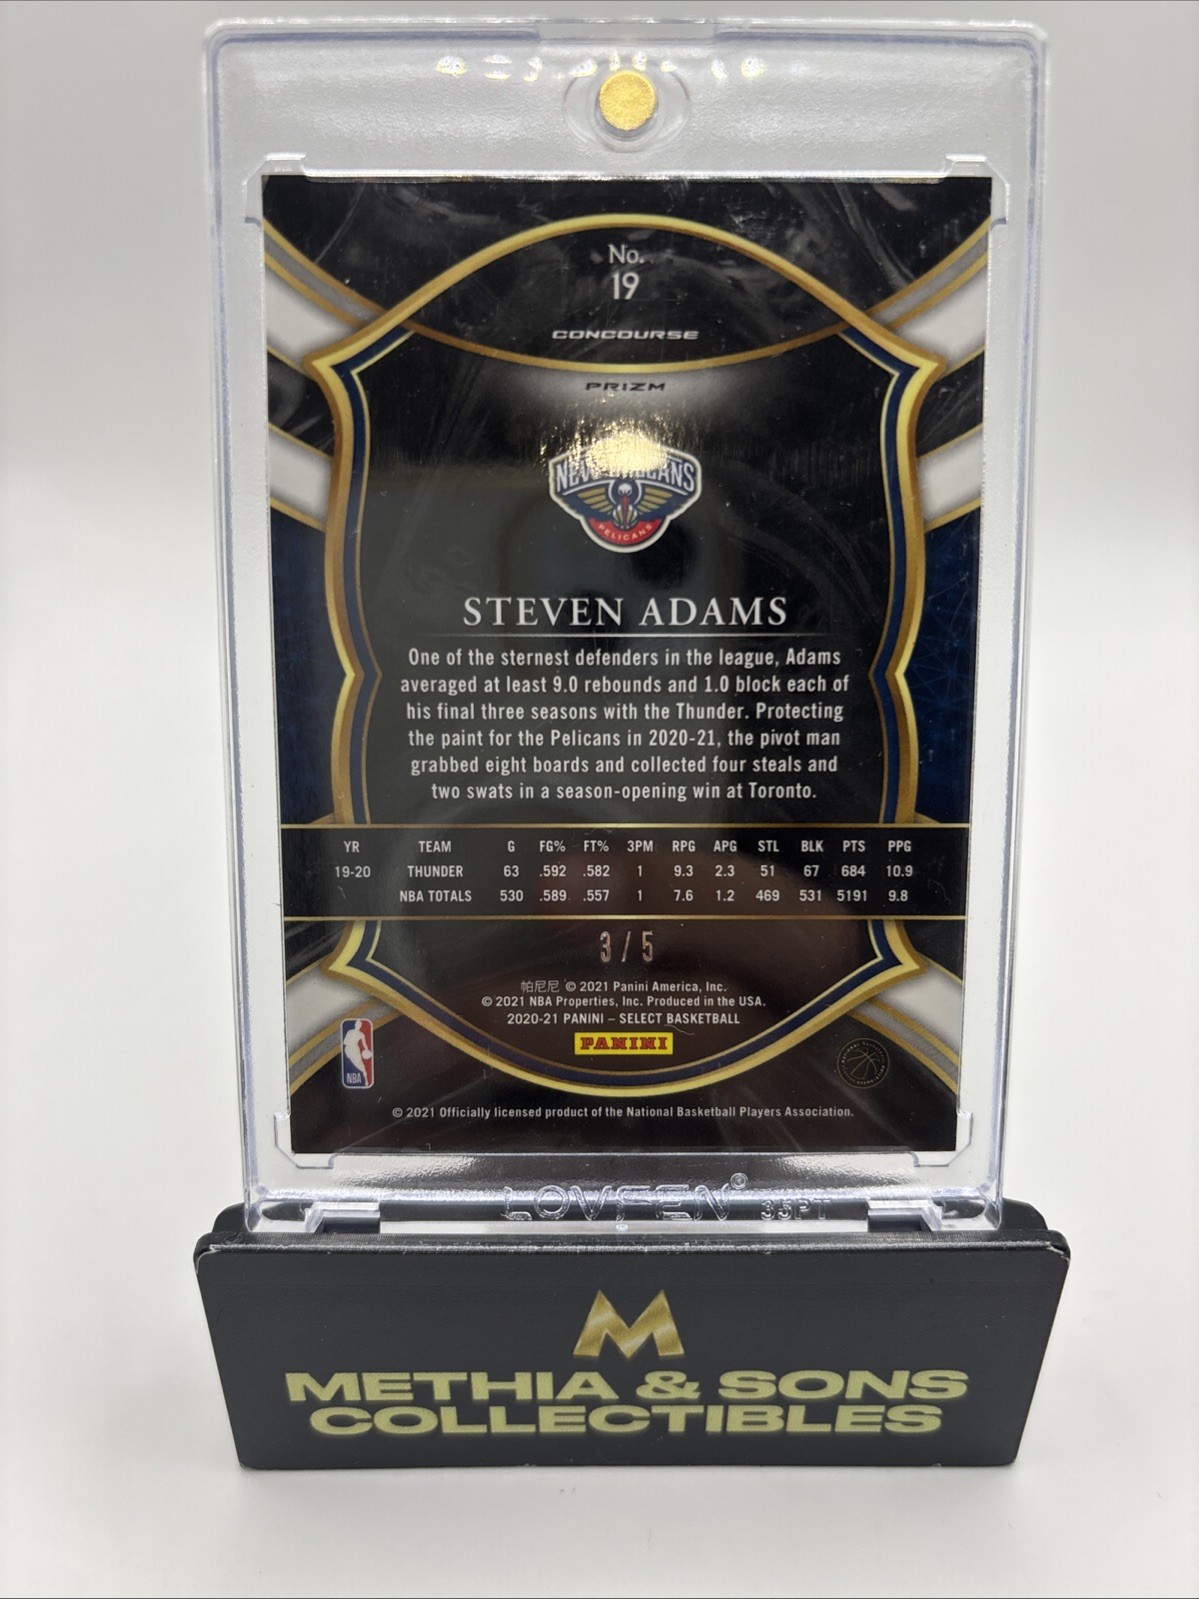 No.
19
CONCOURSE
PRIZM
NEW ORLEANS
PELICANS
STEVEN ADAMS
One of the sternest defenders in the league, Adams
averaged at least 9.0 rebounds and 1.0 block each of
his final three seasons with the Thunder. Protecting
the paint for the Pelicans in 2020-21, the pivot man
grabbed eight boards and collected four steals and
two swats in a season-opening win at Toronto.
YR TEAM G FG% FT% 3PM RPG APG STL BLK PTS PPG
19-20 THUNDER 63 .592 .582 1 9.3 2.3 51 67 684 10.9
NBA TOTALS 530 .589 .557 1 7.6 1.2 469 531 5191 9.8
3 / 5
帕尼尼 © 2021 Panini America, Inc.
© 2021 NBA Properties, Inc. Produced in the USA.
2020-21 PANINI – SELECT BASKETBALL
PANINI
NBA
© 2021 Officially licensed product of the National Basketball Players Association.
LOVFEN® 35PT
M
METHIA & SONS
COLLECTIBLES